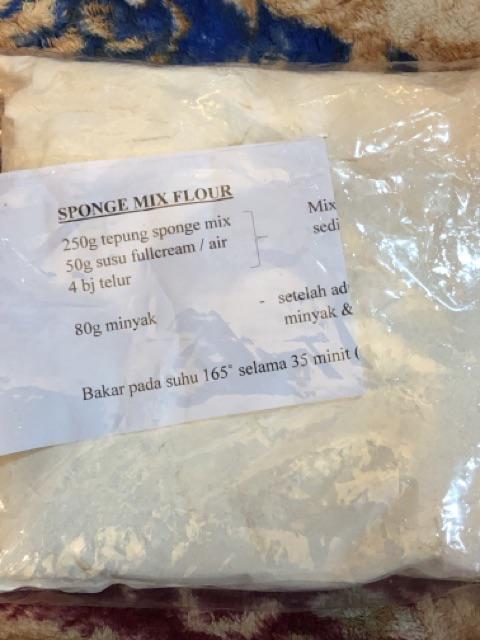 SPONGE MIX FLOUR
250g tepung sponge mix
50g susu fullcream / air
4 bj telur
Mix
sedi
80g minyak
- setelah ad
minyak &
Bakar pada suhu 165° selama 35 minit (